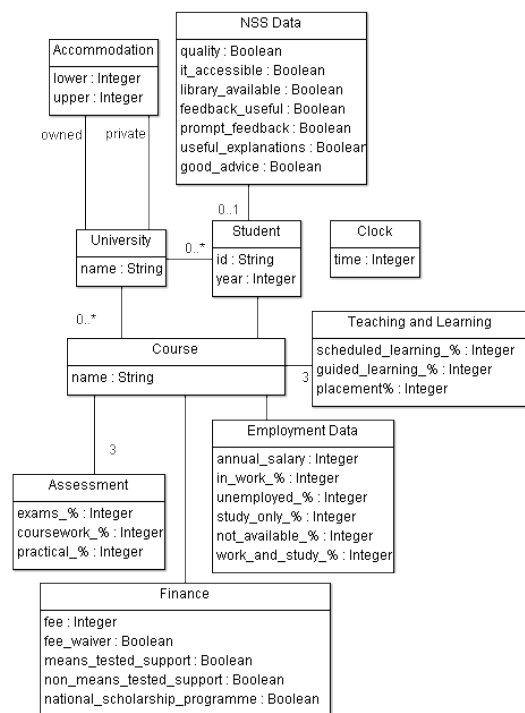 NSS Data
quality : Boolean
it_accessible : Boolean
library_available : Boolean
feedback_useful : Boolean
prompt_feedback : Boolean
useful_explanations : Boolean
good_advice : Boolean
Accommodation
lower : Integer
upper : Integer
owned
private
0..1
University
name : String
0..*
Student
id : String
year : Integer
Clock
time : Integer
0..*
Course
name : String
Teaching and Learning
scheduled_learning_% : Integer
guided_learning_% : Integer
placement% : Integer
3
3
Assessment
exams_% : Integer
coursework_% : Integer
practical_% : Integer
Employment Data
annual_salary : Integer
in_work_% : Integer
unemployed_% : Integer
study_only_% : Integer
not_available_% : Integer
work_and_study_% : Integer
Finance
fee : Integer
fee_waiver : Boolean
means_tested_support : Boolean
non_means_tested_support : Boolean
national_scholarship_programme : Boolean